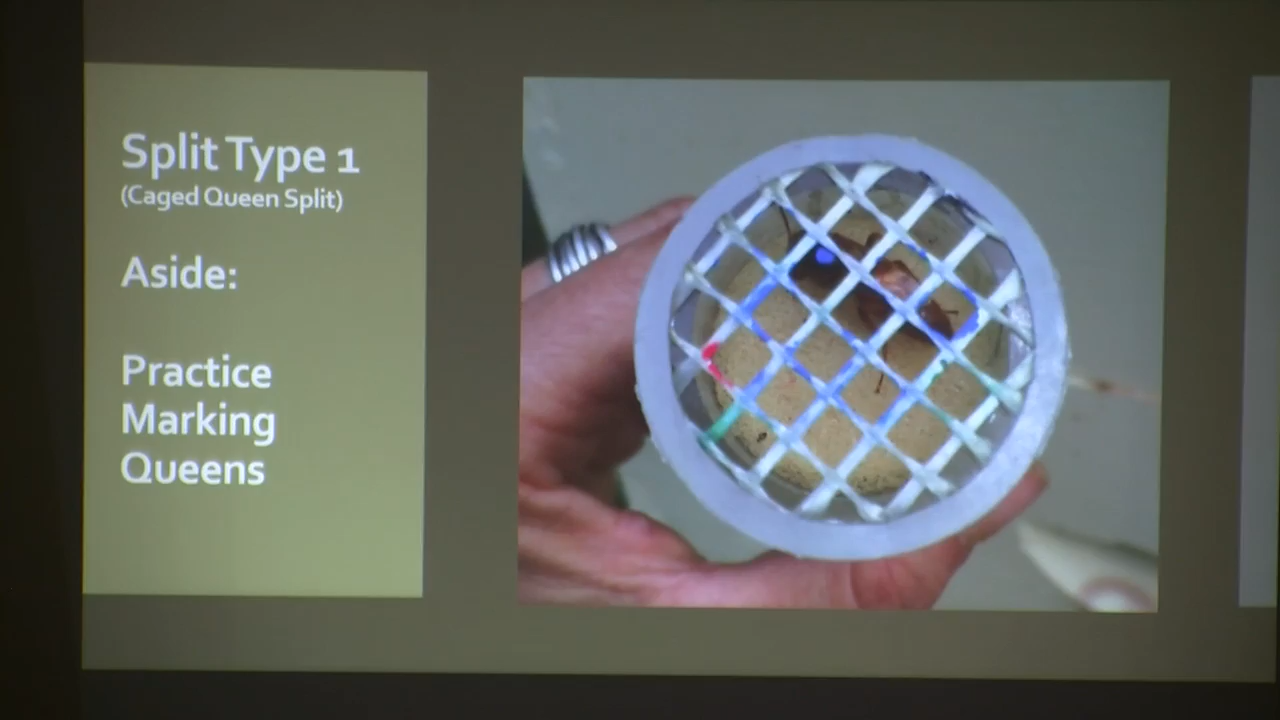 Split Type 1
(Caged Queen Split)
Aside:
Practice
Marking
Queens